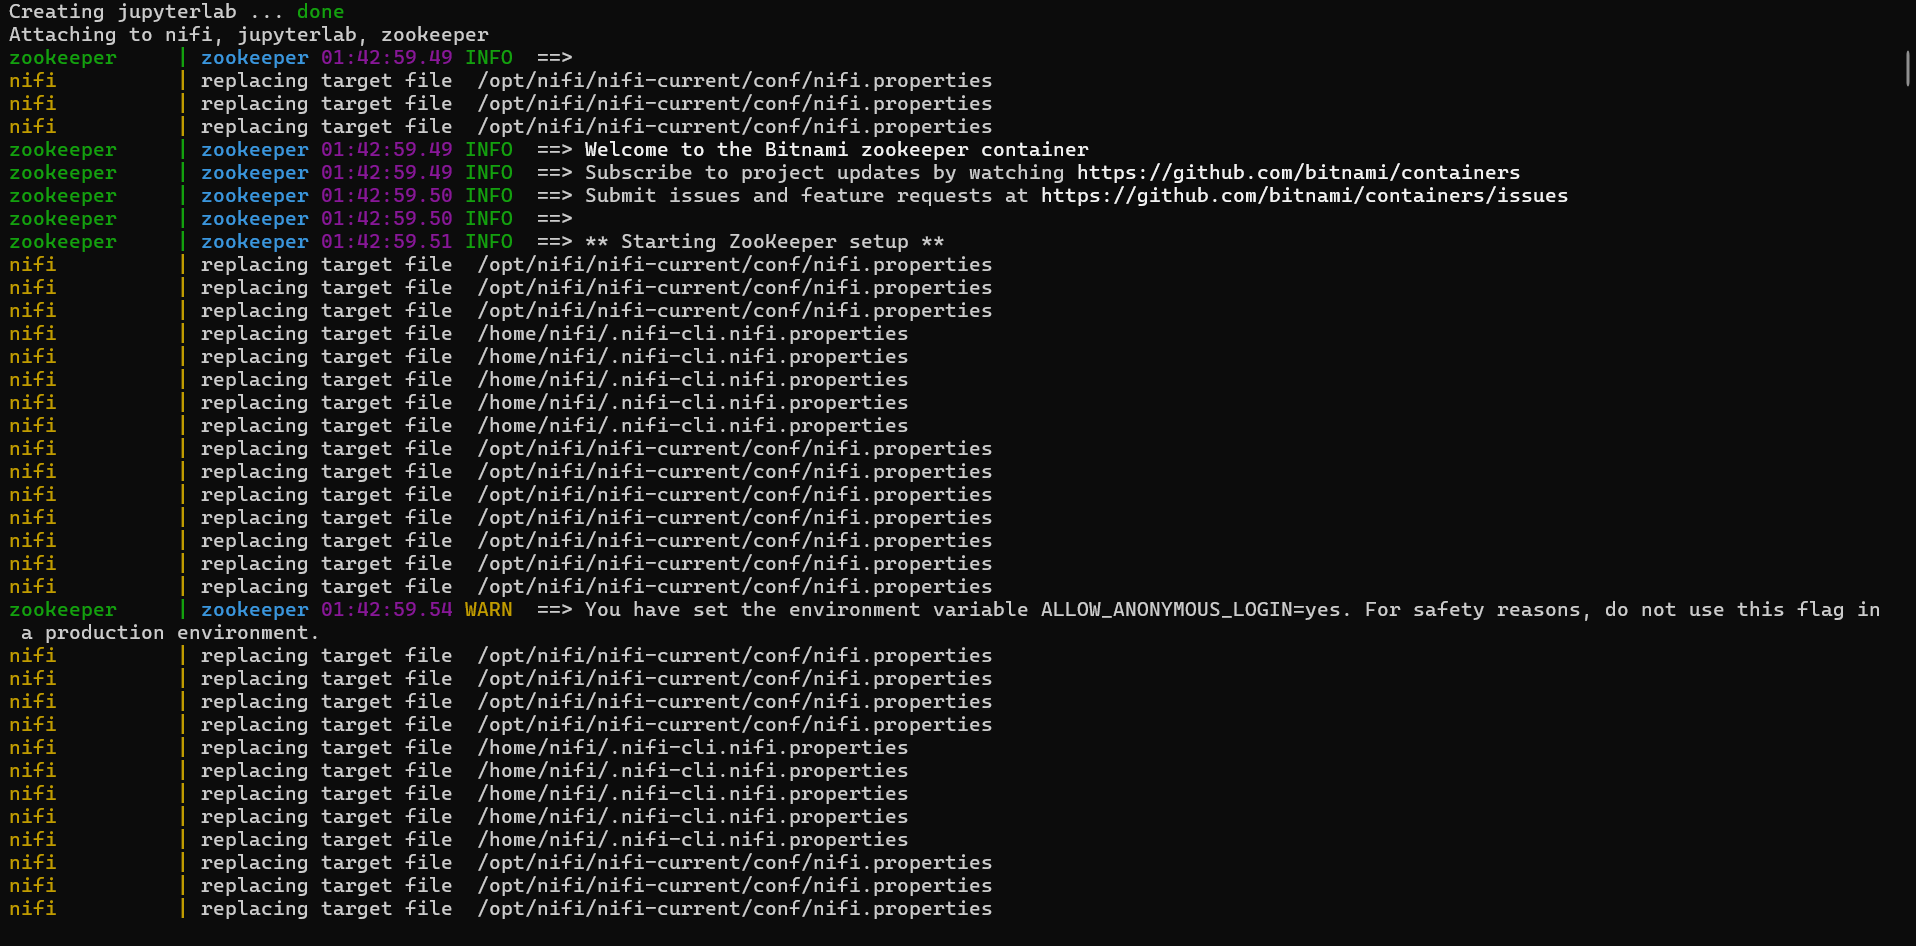 Creating jupyterlab ... done
Attaching to nifi, jupyterlab, zookeeper
zookeeper     | zookeeper 01:42:59.49 INFO  ==>
nifi          | replacing target file  /opt/nifi/nifi-current/conf/nifi.properties
nifi          | replacing target file  /opt/nifi/nifi-current/conf/nifi.properties
nifi          | replacing target file  /opt/nifi/nifi-current/conf/nifi.properties
zookeeper     | zookeeper 01:42:59.49 INFO  ==> Welcome to the Bitnami zookeeper container
zookeeper     | zookeeper 01:42:59.49 INFO  ==> Subscribe to project updates by watching https://github.com/bitnami/containers
zookeeper     | zookeeper 01:42:59.50 INFO  ==> Submit issues and feature requests at https://github.com/bitnami/containers/issues
zookeeper     | zookeeper 01:42:59.50 INFO  ==>
zookeeper     | zookeeper 01:42:59.51 INFO  ==> ** Starting ZooKeeper setup **
nifi          | replacing target file  /opt/nifi/nifi-current/conf/nifi.properties
nifi          | replacing target file  /opt/nifi/nifi-current/conf/nifi.properties
nifi          | replacing target file  /opt/nifi/nifi-current/conf/nifi.properties
nifi          | replacing target file  /home/nifi/.nifi-cli.nifi.properties
nifi          | replacing target file  /home/nifi/.nifi-cli.nifi.properties
nifi          | replacing target file  /home/nifi/.nifi-cli.nifi.properties
nifi          | replacing target file  /home/nifi/.nifi-cli.nifi.properties
nifi          | replacing target file  /home/nifi/.nifi-cli.nifi.properties
nifi          | replacing target file  /opt/nifi/nifi-current/conf/nifi.properties
nifi          | replacing target file  /opt/nifi/nifi-current/conf/nifi.properties
nifi          | replacing target file  /opt/nifi/nifi-current/conf/nifi.properties
nifi          | replacing target file  /opt/nifi/nifi-current/conf/nifi.properties
nifi          | replacing target file  /opt/nifi/nifi-current/conf/nifi.properties
nifi          | replacing target file  /opt/nifi/nifi-current/conf/nifi.properties
nifi          | replacing target file  /opt/nifi/nifi-current/conf/nifi.properties
zookeeper     | zookeeper 01:42:59.54 WARN  ==> You have set the environment variable ALLOW_ANONYMOUS_LOGIN=yes. For safety reasons, do not use this flag in
 a production environment.
nifi          | replacing target file  /opt/nifi/nifi-current/conf/nifi.properties
nifi          | replacing target file  /opt/nifi/nifi-current/conf/nifi.properties
nifi          | replacing target file  /opt/nifi/nifi-current/conf/nifi.properties
nifi          | replacing target file  /opt/nifi/nifi-current/conf/nifi.properties
nifi          | replacing target file  /home/nifi/.nifi-cli.nifi.properties
nifi          | replacing target file  /home/nifi/.nifi-cli.nifi.properties
nifi          | replacing target file  /home/nifi/.nifi-cli.nifi.properties
nifi          | replacing target file  /home/nifi/.nifi-cli.nifi.properties
nifi          | replacing target file  /home/nifi/.nifi-cli.nifi.properties
nifi          | replacing target file  /opt/nifi/nifi-current/conf/nifi.properties
nifi          | replacing target file  /opt/nifi/nifi-current/conf/nifi.properties
nifi          | replacing target file  /opt/nifi/nifi-current/conf/nifi.properties